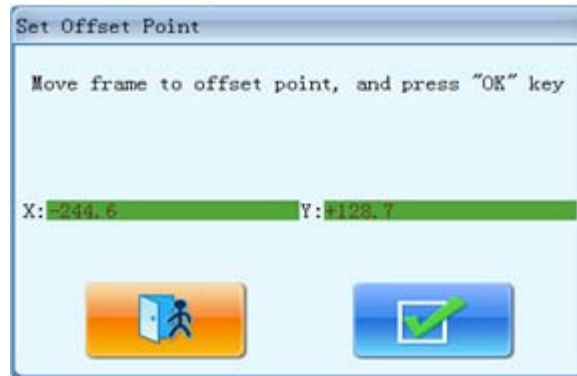 Set Offset Point
Move frame to offset point, and press "OK" key
X:-244.6 Y:+128.7